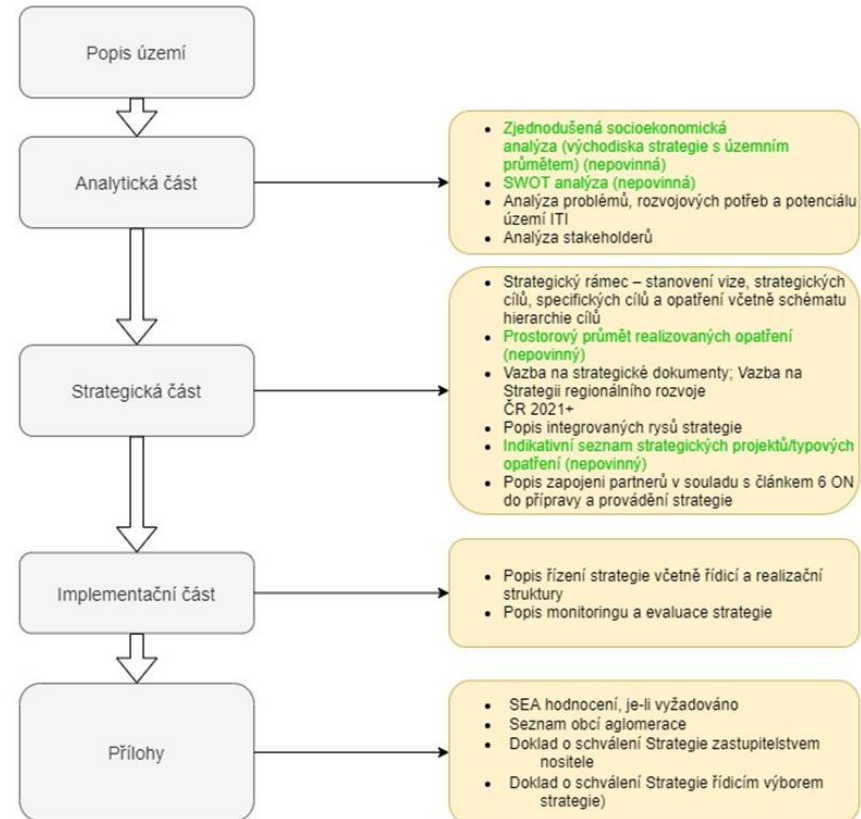 Popis území
Analytická část
• Zjednodušená socioekonomická
analýza (východiska strategie s územním
průmětem) (nepovinná)
• SWOT analýza (nepovinná)
• Analýza problémů, rozvojových potřeb a potenciálu
území ITI
• Analýza stakeholderů
Strategická část
• Strategický rámec – stanovení vize, strategických
cílů, specifických cílů a opatření včetně schématu
hierarchie cílů
• Prostorový průmět realizovaných opatření
(nepovinný)
• Vazba na strategické dokumenty; Vazba na
Strategii regionálního rozvoje
ČR 2021+
• Popis integrovaných rysů strategie
• Indikativní seznam strategických projektů/typových
opatření (nepovinný)
• Popis zapojeni partnerů v souladu s článkem 6 ON
do přípravy a provádění strategie
Implementační část
• Popis řízení strategie včetně řídicí a realizační
struktury
• Popis monitoringu a evaluace strategie
Přílohy
• SEA hodnocení, je-li vyžadováno
• Seznam obcí aglomerace
• Doklad o schválení Strategie zastupitelstvem
nositele
• Doklad o schválení Strategie řídicím výborem
strategie)